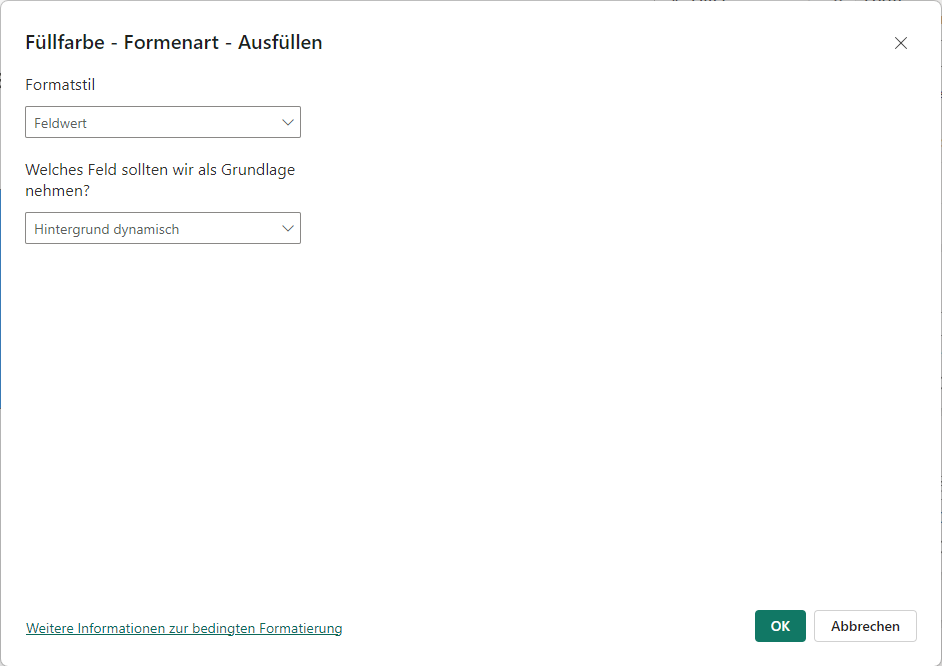 Füllfarbe - Formenart - Ausfüllen
Formatstil
Feldwert
Welches Feld sollten wir als Grundlage
nehmen?
Hintergrund dynamisch
Weitere Informationen zur bedingten Formatierung
OK
Abbrechen